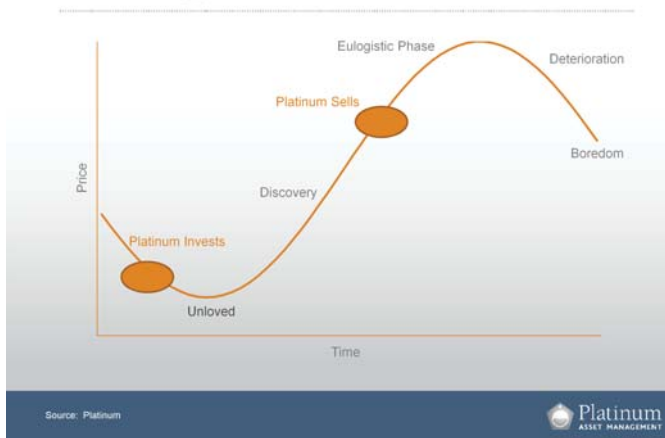 Eulogistic Phase
Deterioration
Platinum Sells
Boredom
Price
Discovery
Platinum Invests
Unloved
Time
Source: Platinum
Platinum
ASSET MANAGEMENT